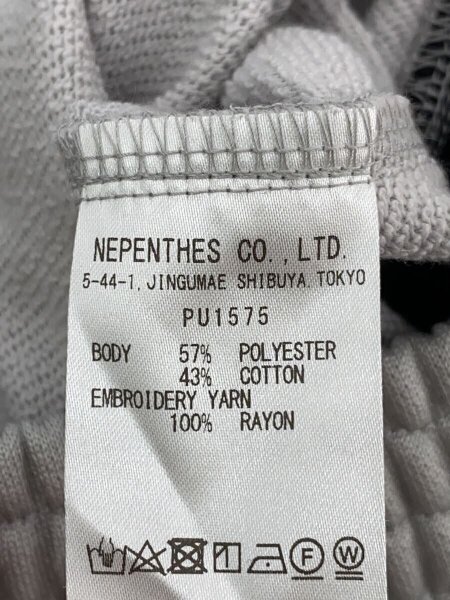 NEPENTHES CO.,LTD.
5-44-1, JINGUMAE SHIBUYA. TOKYO
PU1575
BODY 57% POLYESTER
43% COTTON
EMBROIDERY YARN
100% RAYON
F W